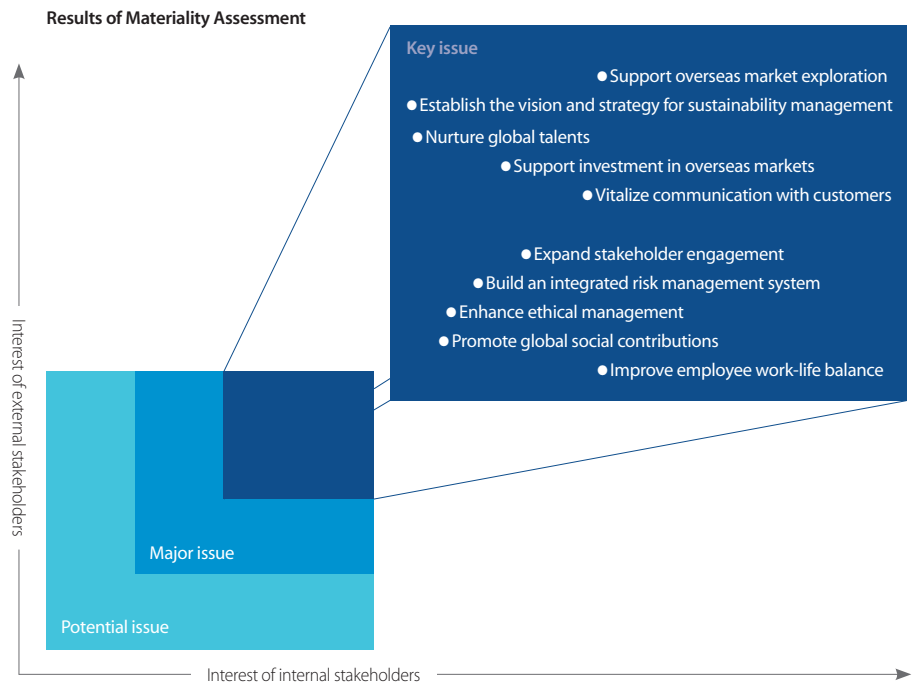 Results of Materiality Assessment
Key issue
● Support overseas market exploration
● Establish the vision and strategy for sustainability management
● Nurture global talents
● Support investment in overseas markets
● Vitalize communication with customers
● Expand stakeholder engagement
● Build an integrated risk management system
● Enhance ethical management
● Promote global social contributions
● Improve employee work-life balance
Interest of external stakeholders
Major issue
Potential issue
Interest of internal stakeholders